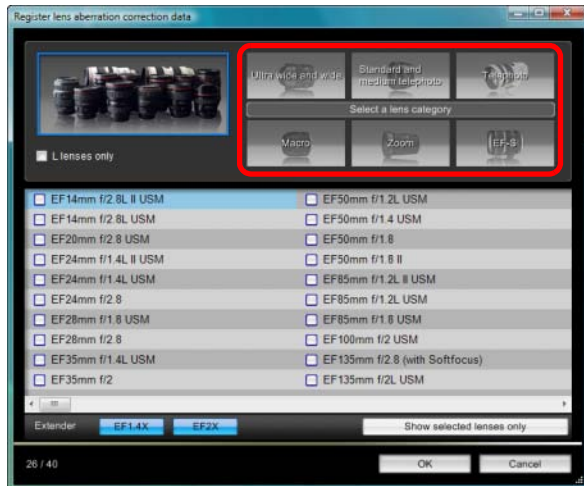 Register lens aberration correction data
Ultra wide and wide
Standard and medium telephoto
Telephoto
Select a lens category
Macro
Zoom
EF-S
L lenses only
EF14mm f/2.8L II USM
EF14mm f/2.8L USM
EF20mm f/2.8 USM
EF24mm f/1.4L II USM
EF24mm f/1.4L USM
EF24mm f/2.8
EF28mm f/1.8 USM
EF28mm f/2.8
EF35mm f/1.4L USM
EF35mm f/2
EF50mm f/1.2L USM
EF50mm f/1.4 USM
EF50mm f/1.8
EF50mm f/1.8 II
EF85mm f/1.2L II USM
EF85mm f/1.2L USM
EF85mm f/1.8 USM
EF100mm f/2 USM
EF135mm f/2.8 (with Softfocus)
EF135mm f/2L USM
Extender
EF1.4X
EF2X
Show selected lenses only
26 / 40
OK
Cancel